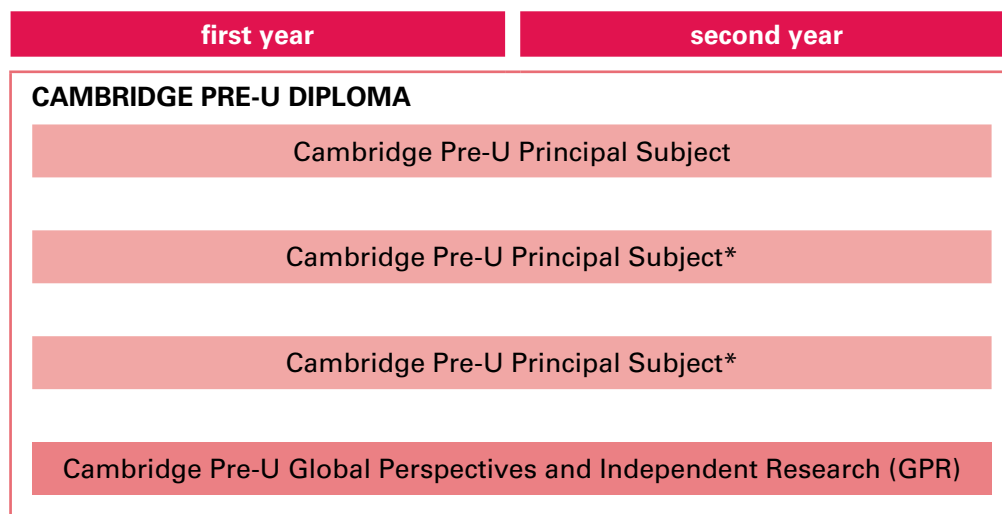 first year
second year
CAMBRIDGE PRE-U DIPLOMA
Cambridge Pre-U Principal Subject
Cambridge Pre-U Principal Subject*
Cambridge Pre-U Principal Subject*
Cambridge Pre-U Global Perspectives and Independent Research (GPR)